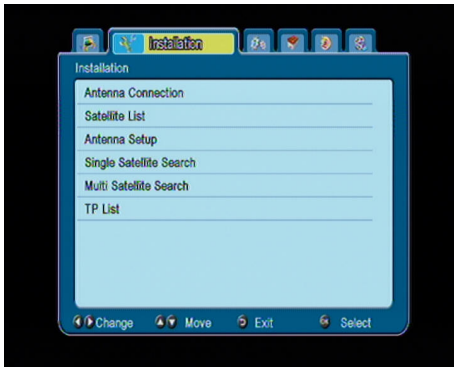 Installation
Installation
Antenna Connection
Satellite List
Antenna Setup
Single Satellite Search
Multi Satellite Search
TP List
Change Move Exit Select